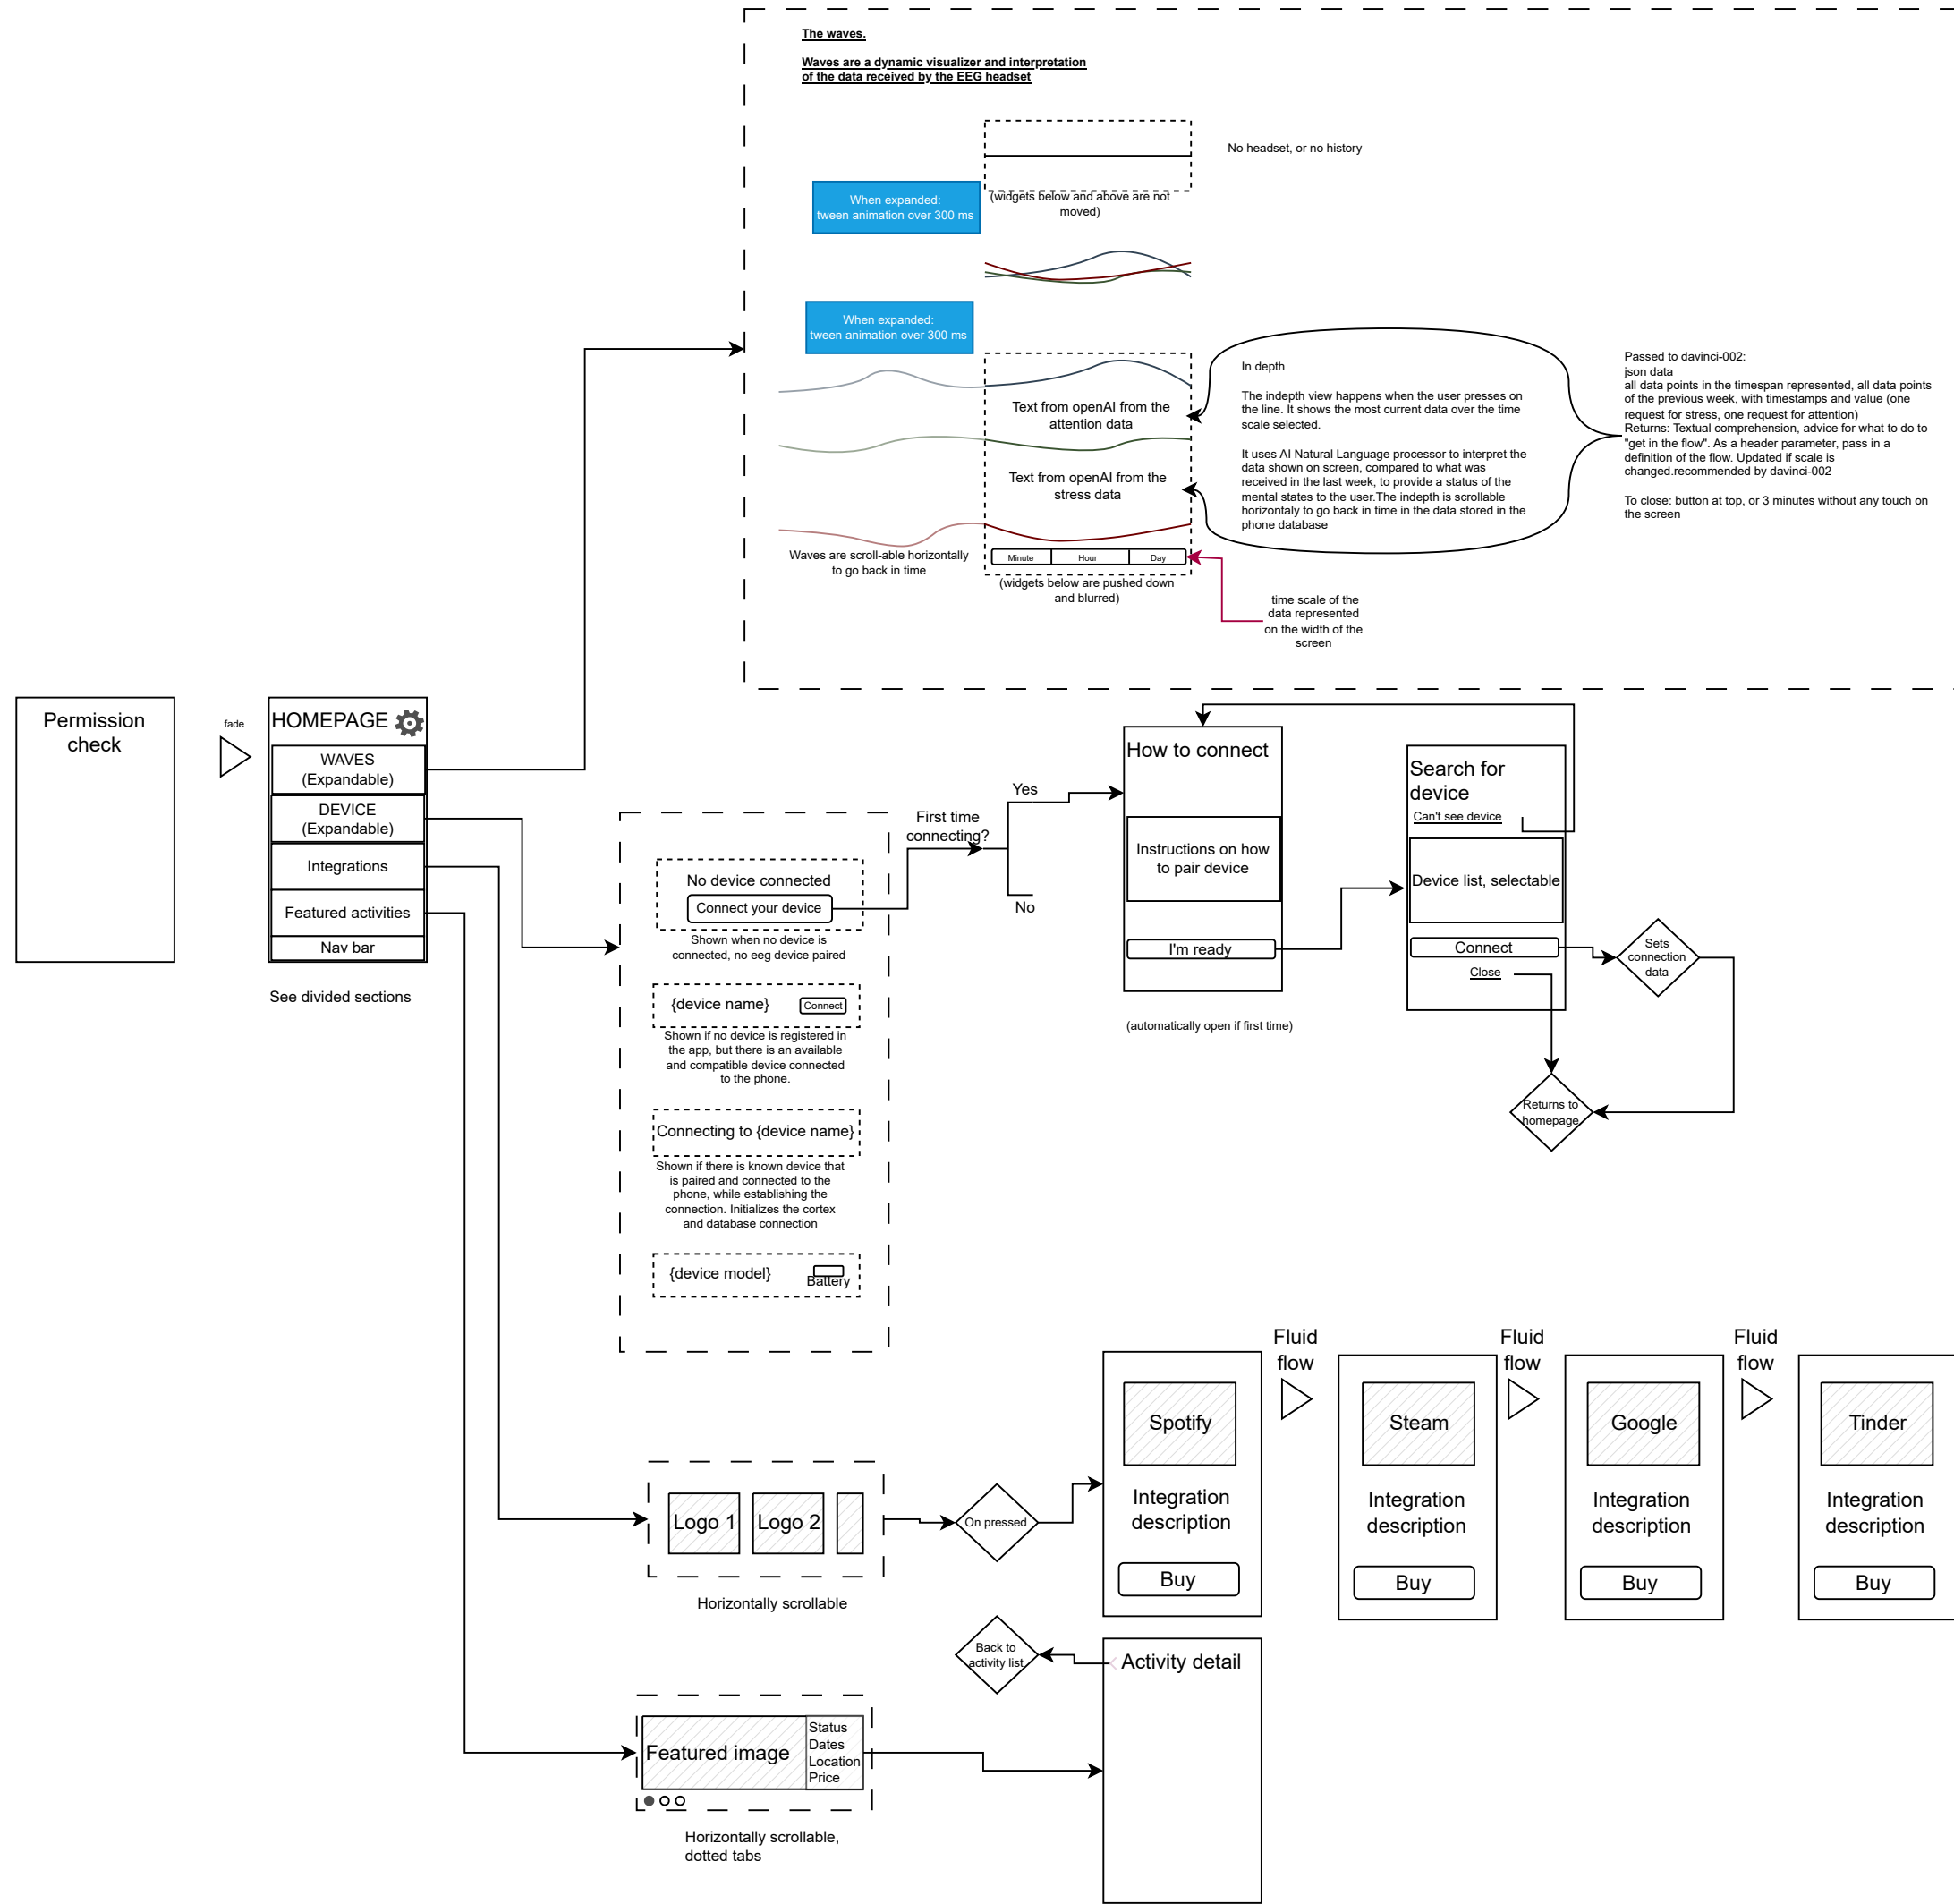 The waves.
Waves are a dynamic visualizer and interpretation
of the data received by the EEG headset
No headset, or no history
(widgets below and above are not
moved)
When expanded:
tween animation over 300 ms
When expanded:
tween animation over 300 ms
Text from openAI from the
attention data
Text from openAI from the
stress data
Waves are scroll-able horizontally
to go back in time
Minute
Hour
Day
(widgets below are pushed down
and blurred)
In depth
The indepth view happens when the user presses on
the line. It shows the most current data over the time
scale selected.
It uses AI Natural Language processor to interpret the
data shown on screen, compared to what was
received in the last week, to provide a status of the
mental states to the user.The indepth is scrollable
horizontaly to go back in time in the data stored in the
phone database
Passed to davinci-002:
json data
all data points in the timespan represented, all data points
of the previous week, with timestamps and value (one
request for stress, one request for attention)
Returns: Textual comprehension, advice for what to do to
"get in the flow". As a header parameter, pass in a
definition of the flow. Updated if scale is
changed.recommended by davinci-002
To close: button at top, or 3 minutes without any touch on
the screen
time scale of the
data represented
on the width of the
screen
Permission
check
fade
HOMEPAGE
WAVES
(Expandable)
DEVICE
(Expandable)
Integrations
Featured activities
Nav bar
See divided sections
No device connected
Connect your device
Shown when no device is
connected, no eeg device paired
{device name}
Connect
Shown if no device is registered in
the app, but there is an available
and compatible device connected
to the phone.
Connecting to {device name}
Shown if there is known device that
is paired and connected to the
phone, while establishing the
connection. Initializes the cortex
and database connection
{device model}
Battery
First time
connecting?
Yes
No
How to connect
Instructions on how
to pair device
I'm ready
(automatically open if first time)
Search for
device
Can't see device
Device list, selectable
Connect
Close
Sets
connection
data
Returns to
homepage
Logo 1
Logo 2
Horizontally scrollable
On pressed
Spotify
Integration
description
Buy
Fluid
flow
Steam
Integration
description
Buy
Fluid
flow
Google
Integration
description
Buy
Fluid
flow
Tinder
Integration
description
Buy
Back to
activity list
Activity detail
Featured image
Status
Dates
Location
Price
Horizontally scrollable,
dotted tabs